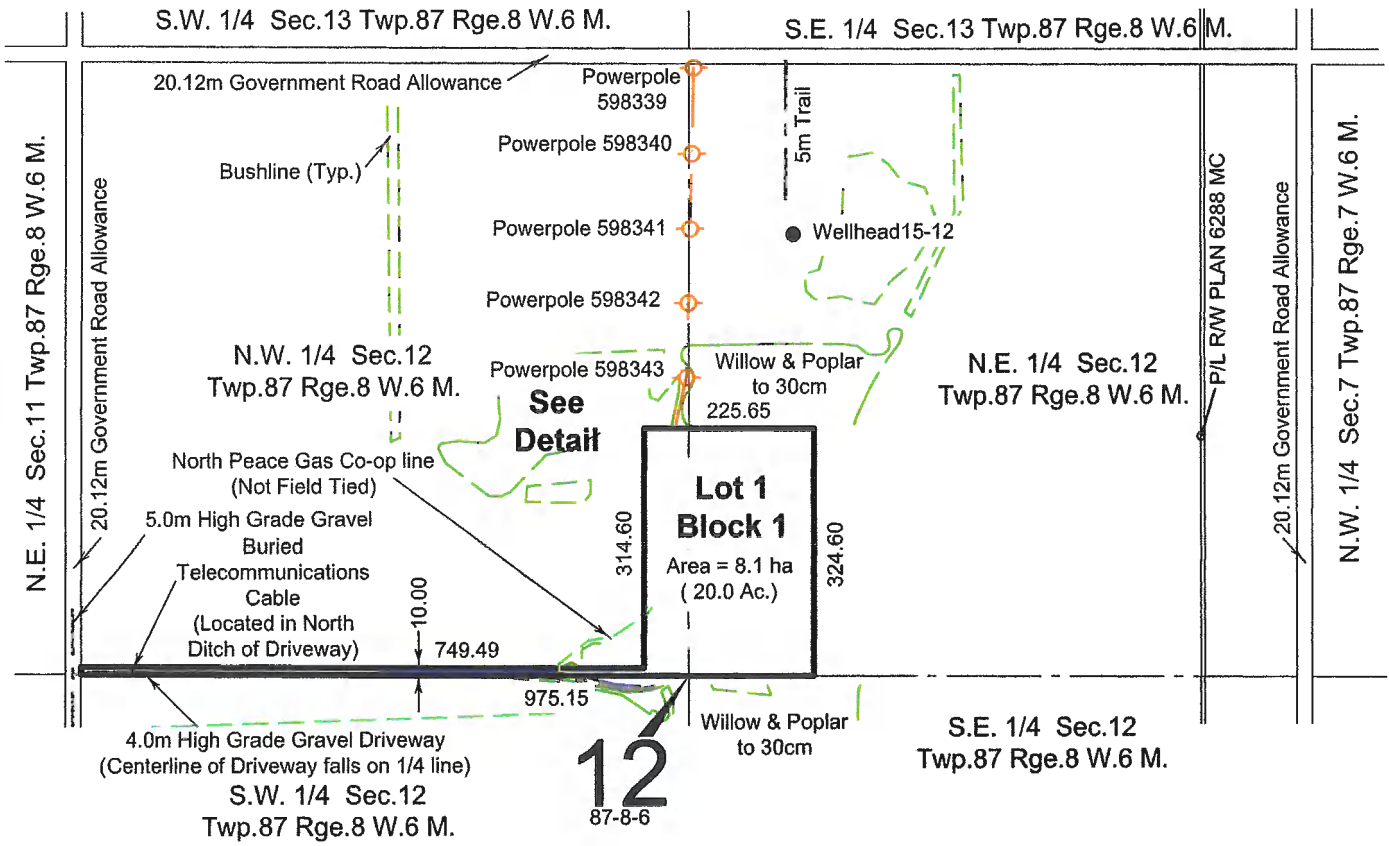 S.W. 1/4 Sec.13 Twp.87 Rge.8 W.6 M.
S.E. 1/4 Sec.13 Twp.87 Rge.8 W.6 M.
20.12m Government Road Allowance
Powerpole
598339
5m Trail
Powerpole 598340
Bushline (Typ.)
Powerpole 598341
Wellhead15-12
N.E. 1/4 Sec.11 Twp.87 Rge.8 W.6 M.
20.12m Government Road Allowance
P/L R/W PLAN 6288 MC
20.12m Government Road Allowance
N.W. 1/4 Sec.7 Twp.87 Rge.7 W.6 M.
Powerpole 598342
N.W. 1/4 Sec.12
Twp.87 Rge.8 W.6 M.
Powerpole 598343
Willow & Poplar
to 30cm
N.E. 1/4 Sec.12
Twp.87 Rge.8 W.6 M.
See
Detail
225.65
North Peace Gas Co-op line
(Not Field Tied)
Lot 1
Block 1
Area = 8.1 ha
( 20.0 Ac.)
314.60
324.60
5.0m High Grade Gravel
Buried
Telecommunications
Cable
(Located in North
Ditch of Driveway)
10.00
749.49
975.15
4.0m High Grade Gravel Driveway
(Centerline of Driveway falls on 1/4 line)
Willow & Poplar
to 30cm
S.E. 1/4 Sec.12
Twp.87 Rge.8 W.6 M.
12
87-8-6
S.W. 1/4 Sec.12
Twp.87 Rge.8 W.6 M.